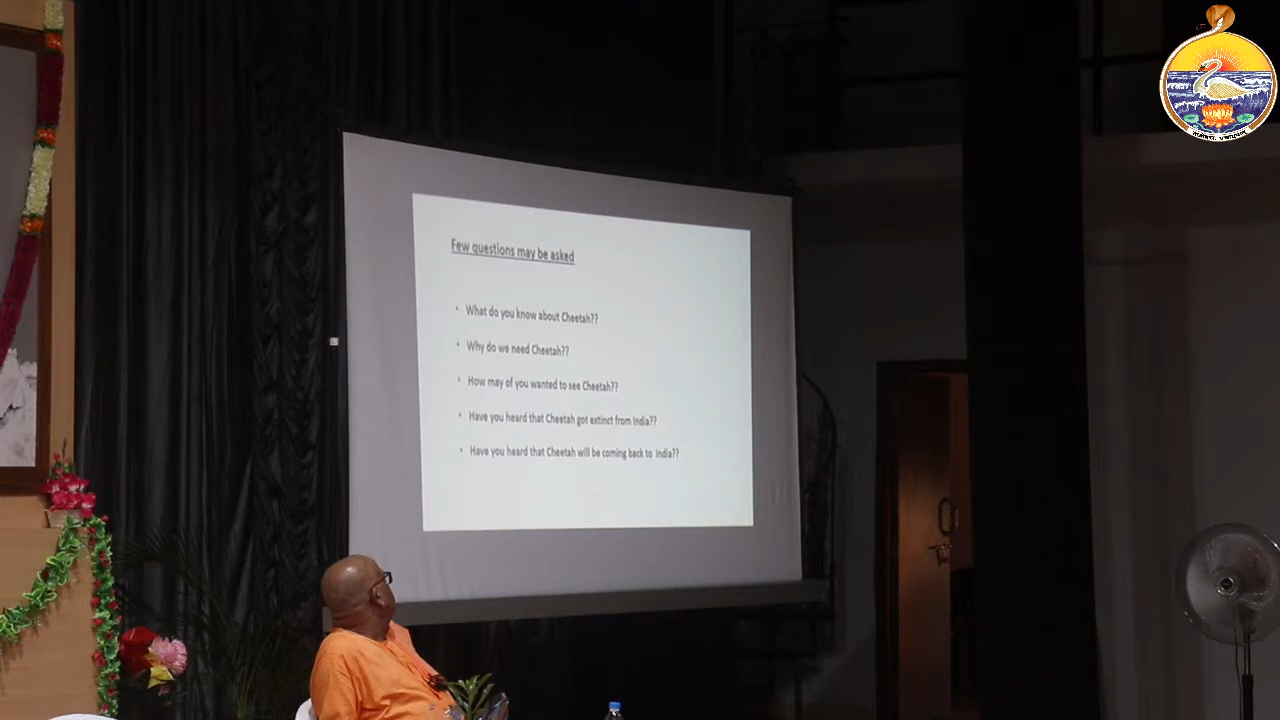 Few questions may be asked
• What do you know about Cheetah??
• Why do we need Cheetah??
• How may of you wanted to see Cheetah??
• Have you heard that Cheetah got extinct from India??
• Have you heard that Cheetah will be coming back to India??